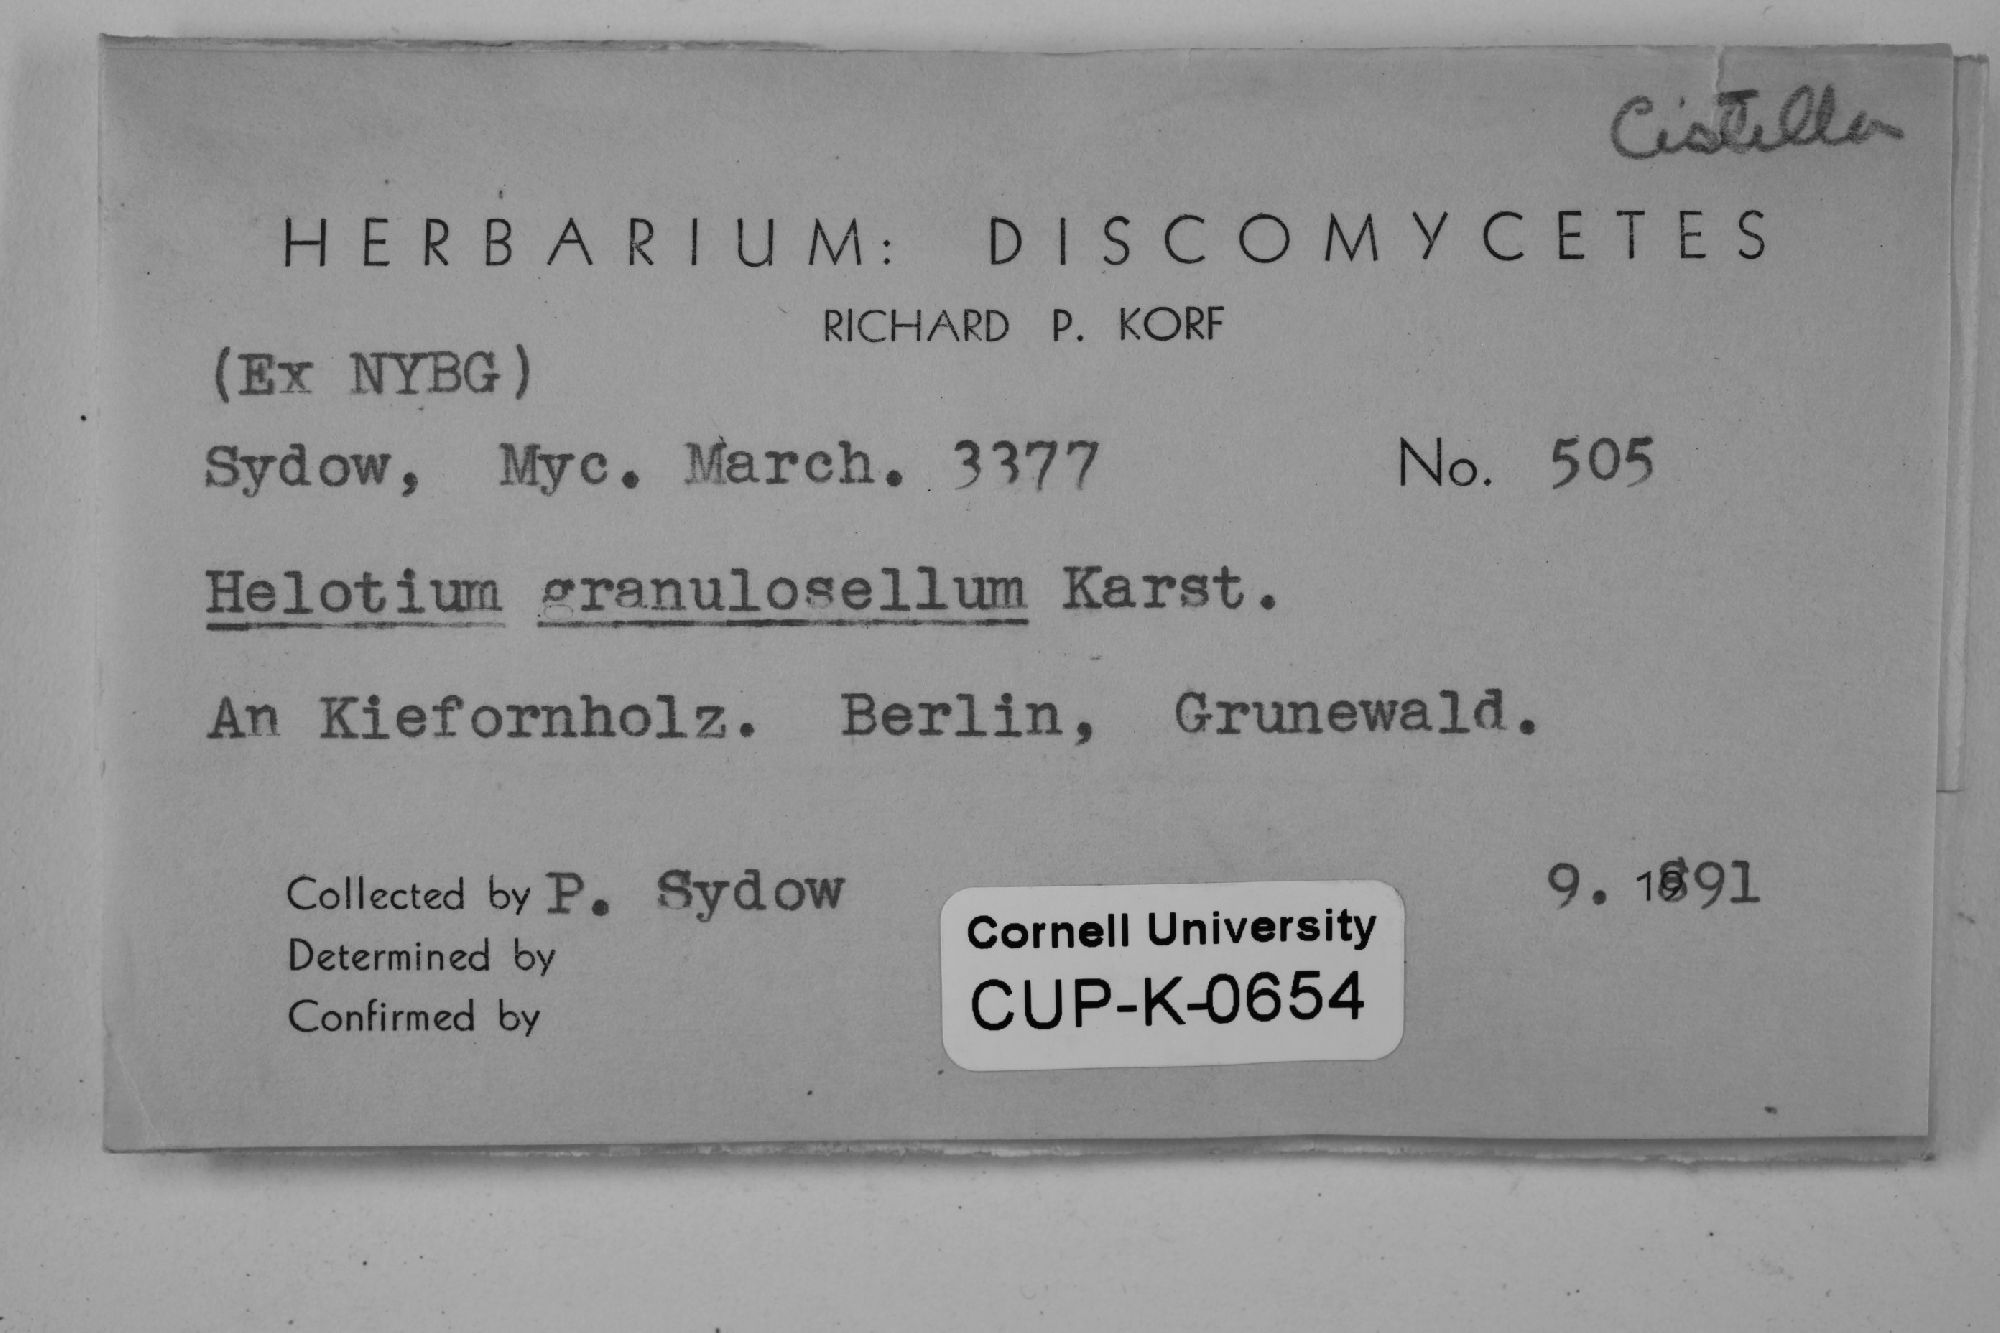 Cistella
HERBARIUM: DISCOMYCETES
RICHARD P. KORF
(Ex NYBG)
Sydow, Myc. March. 3377 No. 505
Helotium granulosellum Karst.
An Kiefornholz. Berlin, Grunewald.
Collected by P. Sydow 9. 1891
Determined by
Confirmed by
Cornell University
CUP-K-0654